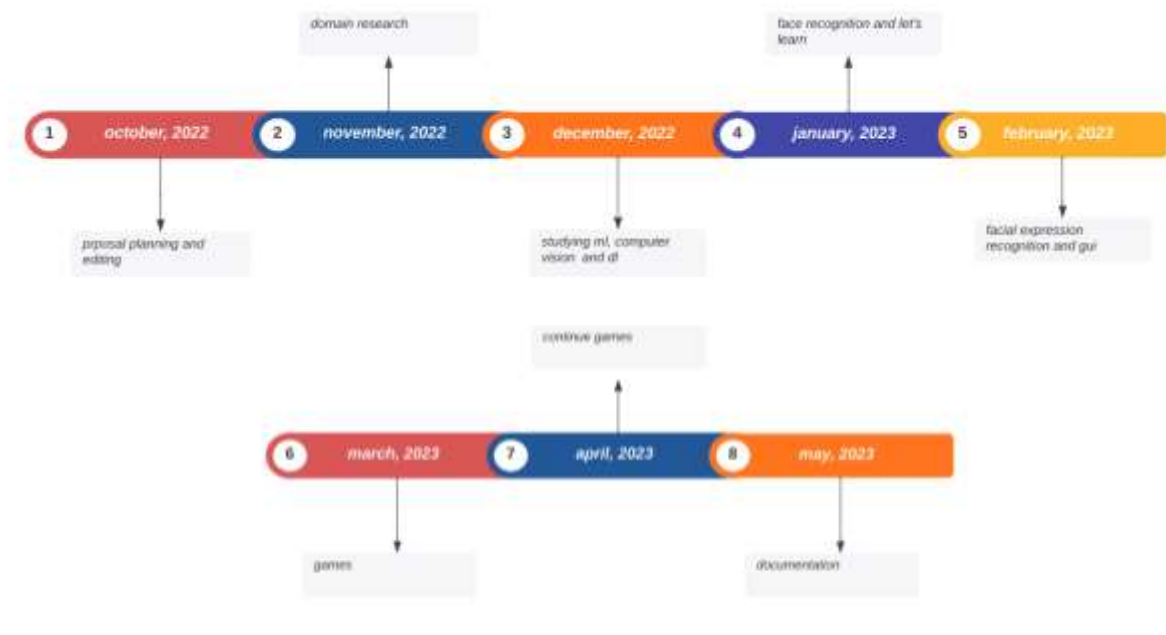 domain research
face recognition and let's
learn
1 october, 2022
2 november, 2022
3 december, 2022
4 january, 2023
5 february, 2023
prposal planning and
editing
studying ml, computer
vision and dl
facial expression
recognition and gui
continue games
6 march, 2023
7 april, 2023
8 may, 2023
games
documentation